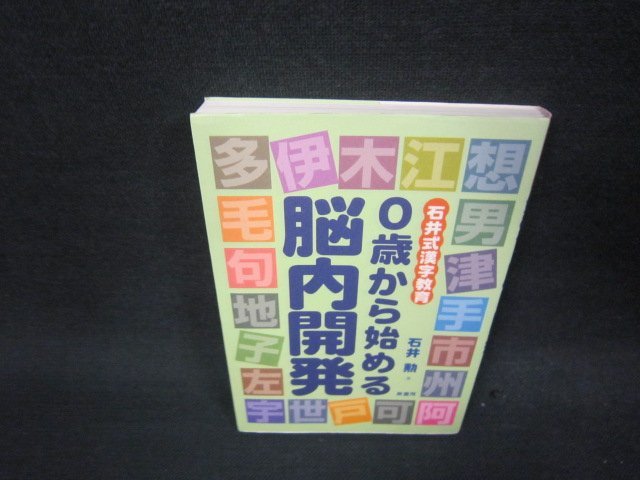 多伊木江想
男
津
手
市
州
阿
可
戸
世
宇
左
子
地
句
毛
石井式漢字教育
0歳から始める
脳内開発
石井 勲・著